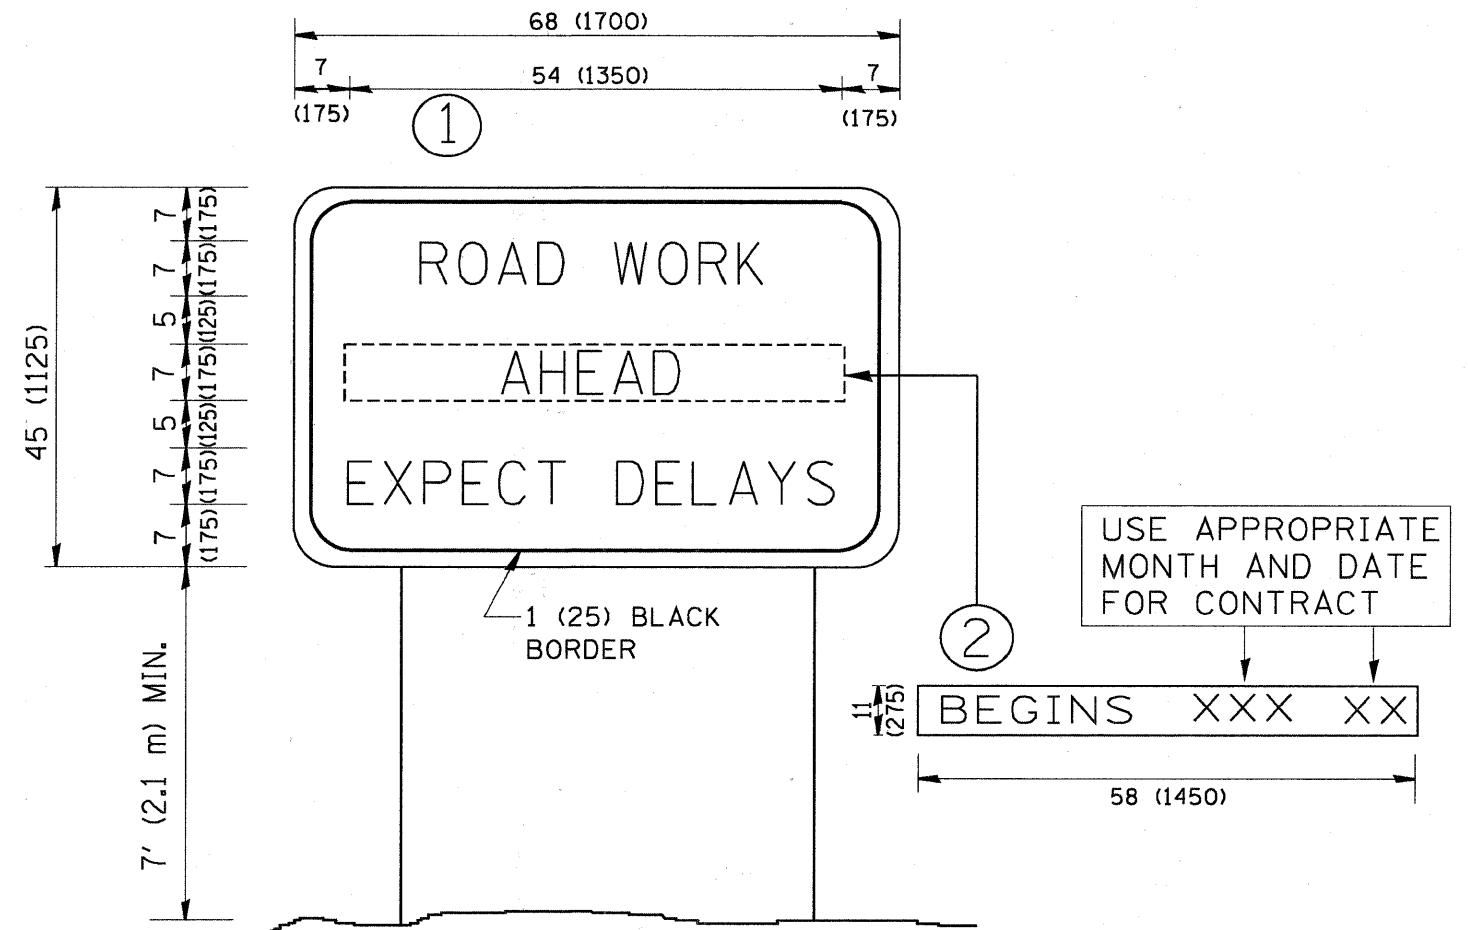 68 (1700)
7
54 (1350)
7
(175)
(175)
1
45 (1125)
7 (175)
7 (175)
5 (125)
7 (175)
5 (125)
7 (175)
7 (175)
ROAD WORK
AHEAD
EXPECT DELAYS
1 (25) BLACK
BORDER
7' (2.1 m) MIN.
USE APPROPRIATE
MONTH AND DATE
FOR CONTRACT
2
11
(275)
BEGINS XXX XX
58 (1450)